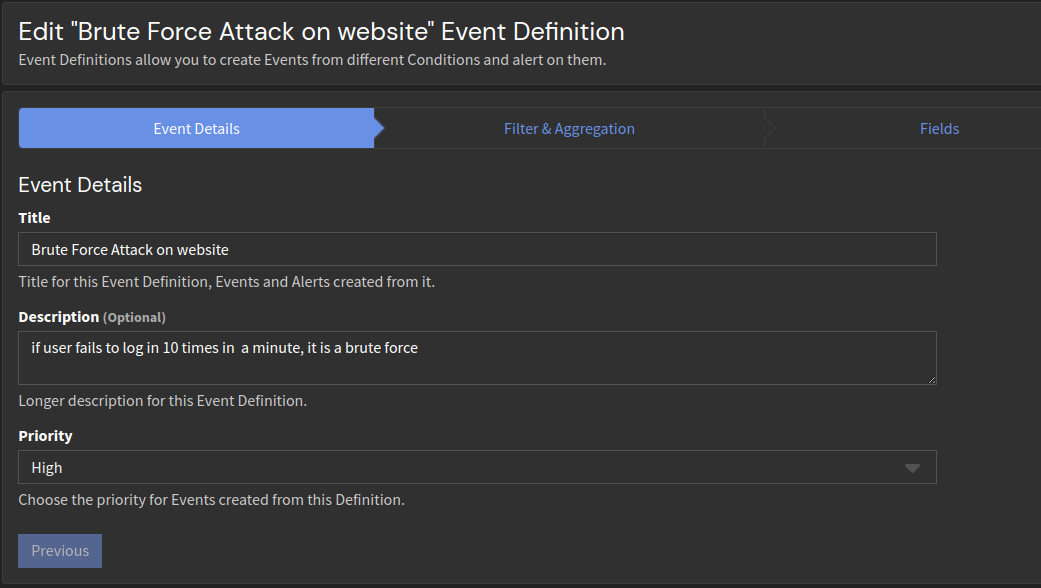 Edit "Brute Force Attack on website" Event Definition
Event Definitions allow you to create Events from different Conditions and alert on them.
Event Details
Filter & Aggregation
Fields
Event Details
Title
Brute Force Attack on website
Title for this Event Definition, Events and Alerts created from it.
Description (Optional)
if user fails to log in 10 times in  a minute, it is a brute force
Longer description for this Event Definition.
Priority
High
Choose the priority for Events created from this Definition.
Previous